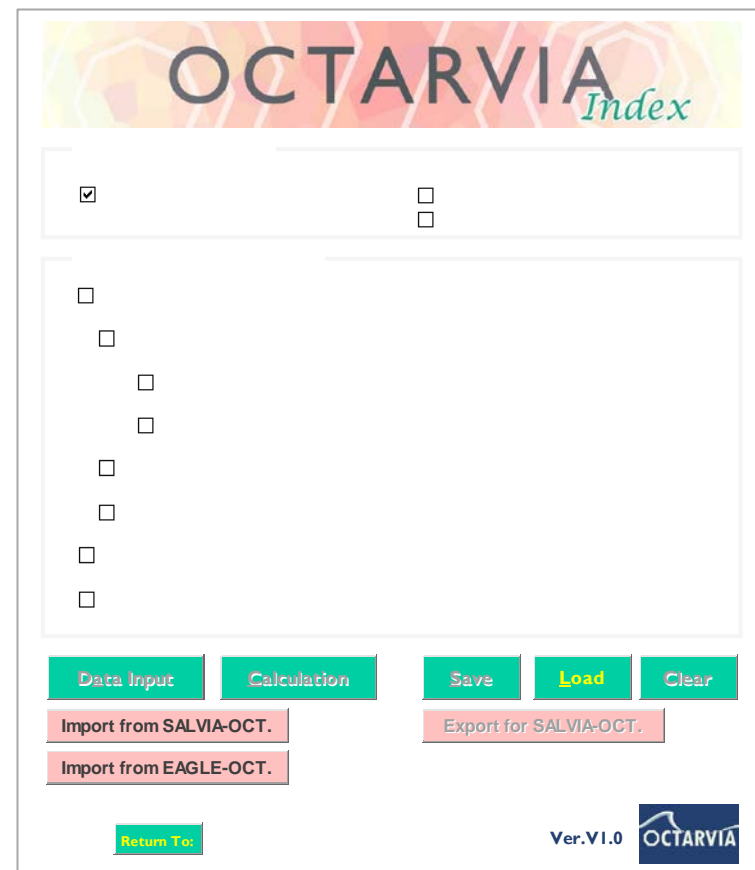 OCTARVIA
Index
Data Input Calculation Save Load Clear
Import from SALVIA-OCT. Export for SALVIA-OCT.
Import from EAGLE-OCT.
Return To: Ver.V1.0 OCTARVIA